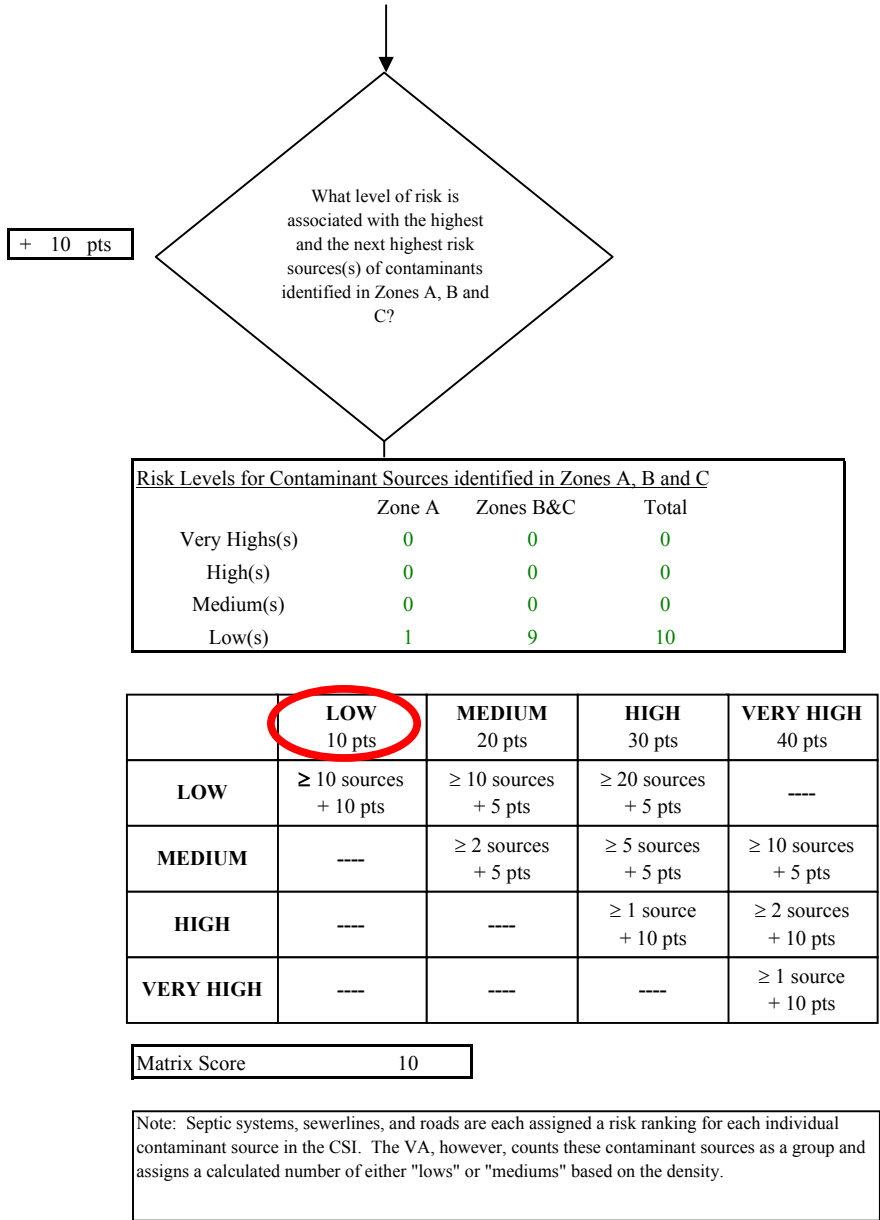 What level of risk is
associated with the highest
and the next highest risk
sources(s) of contaminants
identified in Zones A, B and
C?
+ 10 pts
Risk Levels for Contaminant Sources identified in Zones A, B and C
Zone A Zones B&C Total
Very Highs(s) 0 0 0
High(s) 0 0 0
Medium(s) 0 0 0
Low(s) 1 9 10
LOW MEDIUM HIGH VERY HIGH
10 pts 20 pts 30 pts 40 pts
LOW ≥ 10 sources ≥ 10 sources ≥ 20 sources ----
+ 10 pts + 5 pts + 5 pts
MEDIUM ---- ≥ 2 sources ≥ 5 sources ≥ 10 sources
+ 5 pts + 5 pts + 5 pts
HIGH ---- ---- ≥ 1 source ≥ 2 sources
+ 10 pts + 10 pts
VERY HIGH ---- ---- ---- ≥ 1 source
+ 10 pts
Matrix Score 10
Note: Septic systems, sewerlines, and roads are each assigned a risk ranking for each individual
contaminant source in the CSI. The VA, however, counts these contaminant sources as a group and
assigns a calculated number of either "lows" or "mediums" based on the density.